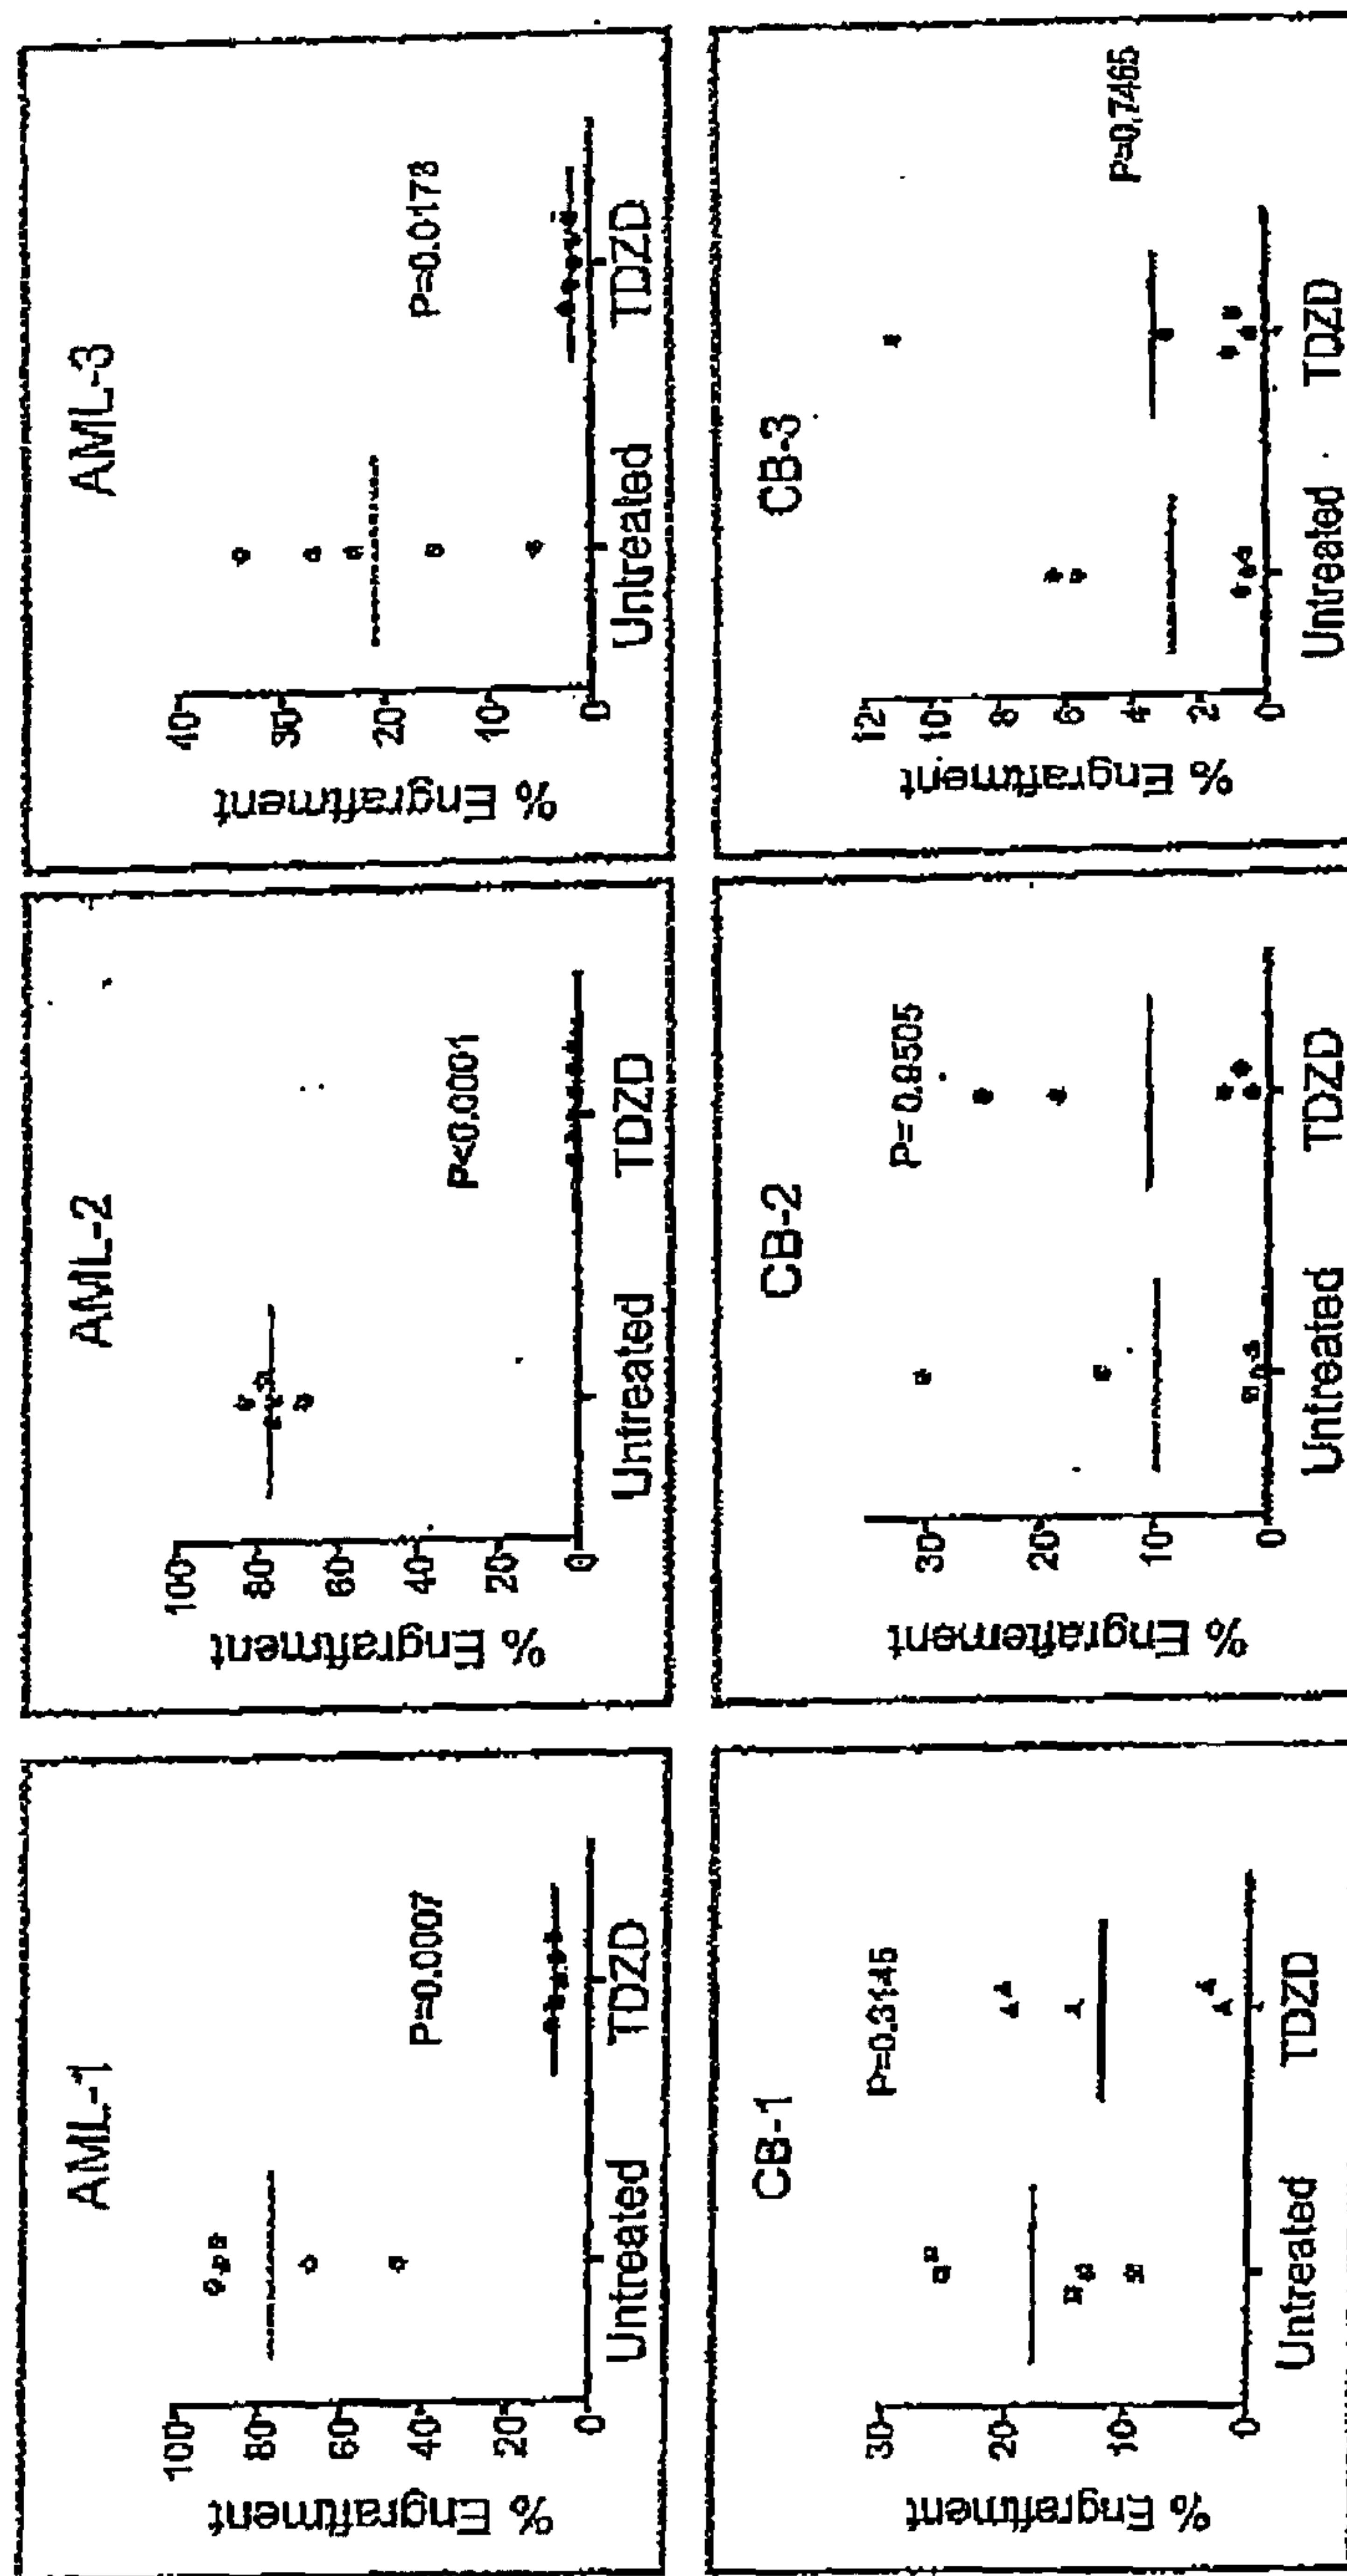 AML-1
% Engraftment
100
80
60
40
20
0
P=0.0007
Untreated
TDZD
AML-2
% Engraftment
100
80
60
40
20
0
P<0.0001
Untreated
TDZD
AML-3
% Engraftment
40
30
20
10
0
P=0.0173
Untreated
TDZD
CB-1
% Engraftment
30
20
10
0
P=0.3145
Untreated
TDZD
CB-2
% Engrafterment
30
20
10
0
P= 0.9505
Untreated
TDZD
CB-3
% Engraftment
12
10
8
6
4
2
0
P=0.7465
Untreated
TDZD